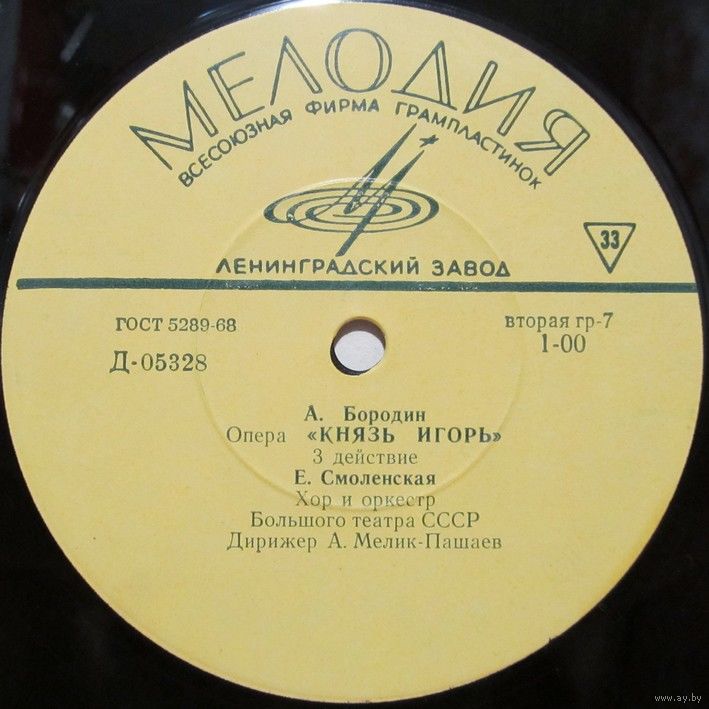 МЕЛОДИЯ
ВСЕСОЮЗНАЯ ФИРМА ГРАМПЛАСТИНОК
33
ЛЕНИНГРАДСКИЙ ЗАВОД
ГОСТ 5289-68
вторая гр-7
Д-05328
1-00
А. Бородин
Опера «КНЯЗЬ ИГОРЬ»
3 действие
Е. Смоленская
Хор и оркестр
Большого театра СССР
Дирижер А. Мелик-Пашаев
www.ay.by